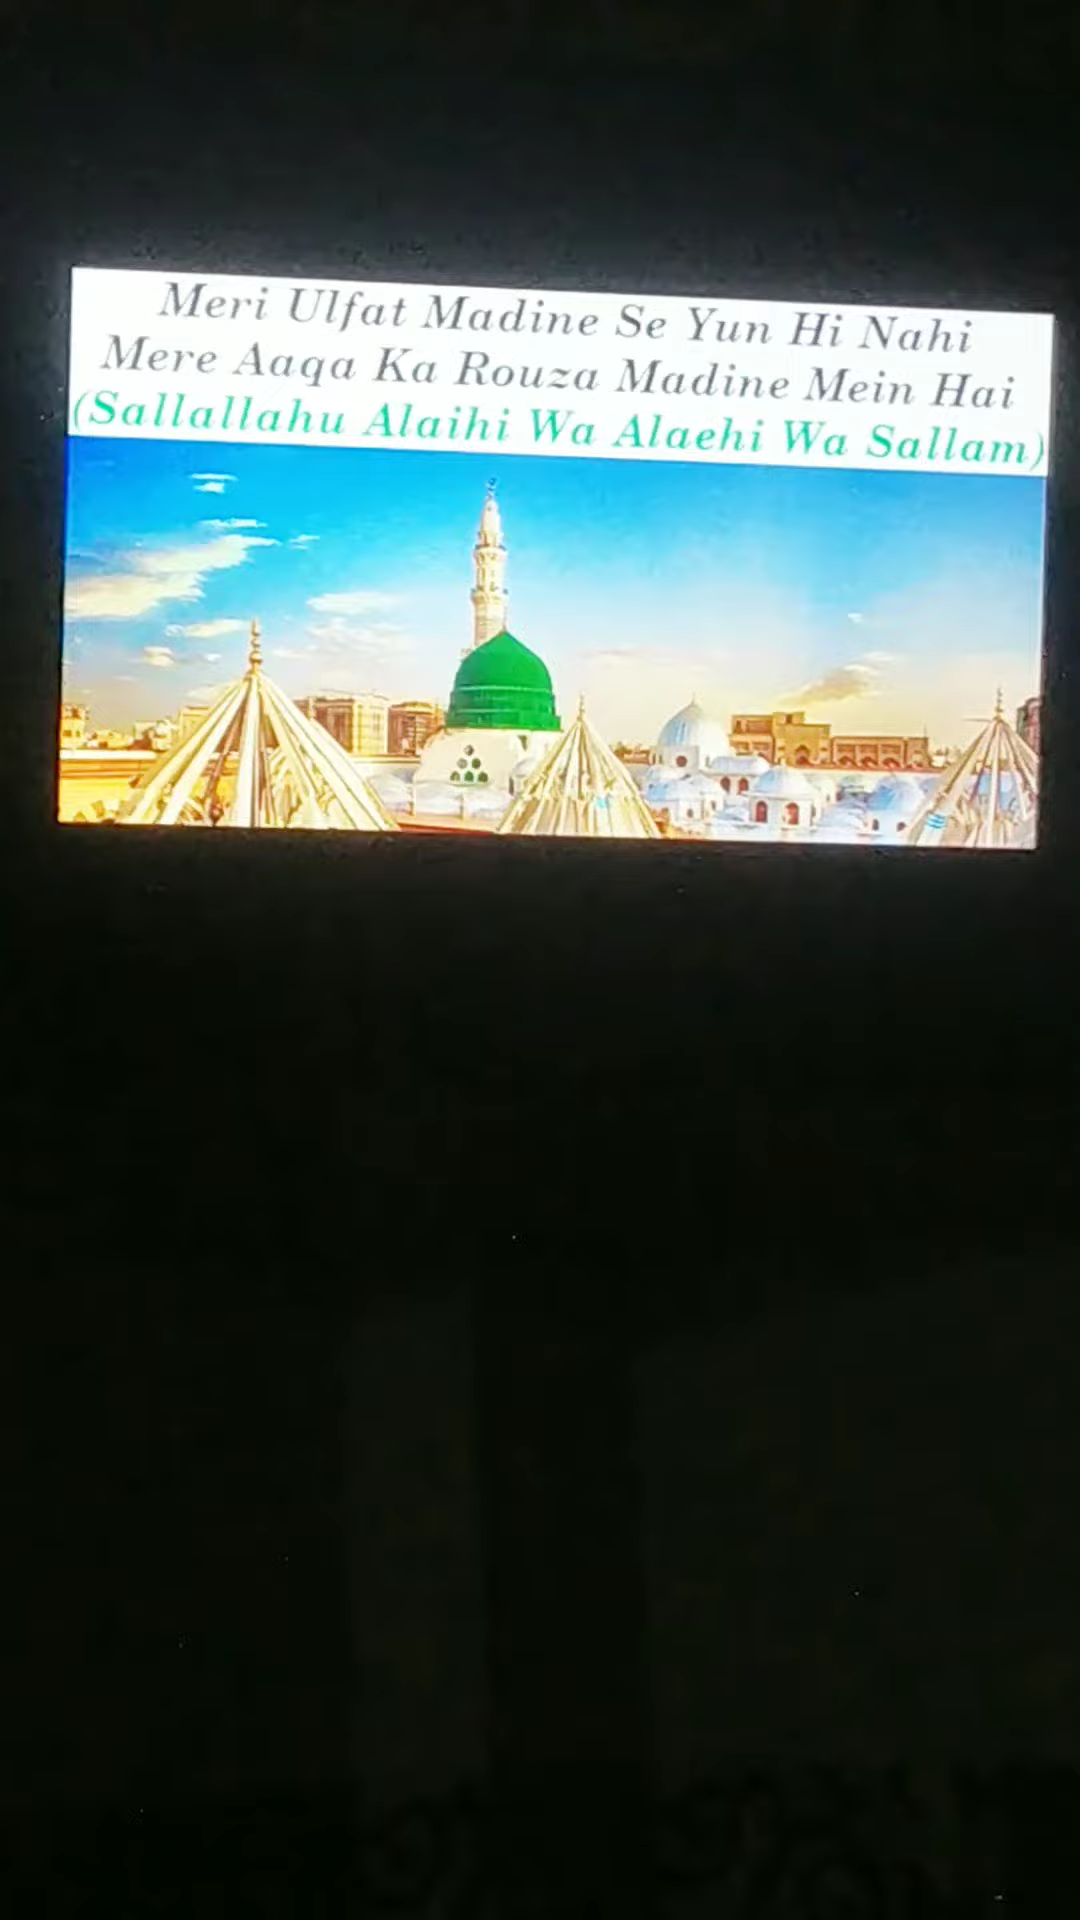 Meri Ulfat Madine Se Yun Hi Nahi
Mere Aaqa Ka Rouza Madine Mein Hai
(Sallallahu Alaihi Wa Alaehi Wa Sallam)